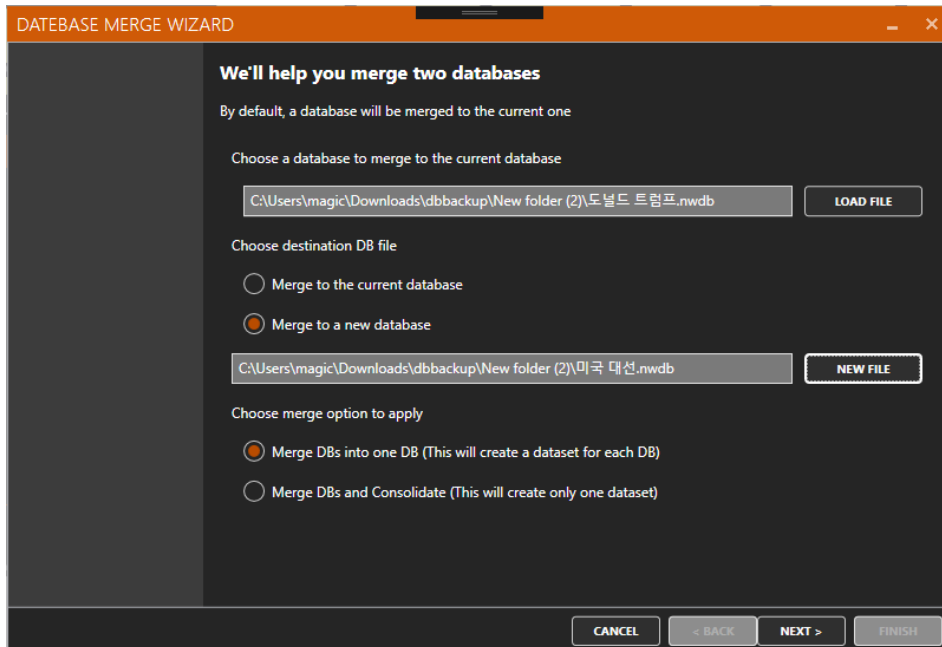 DATEBASE MERGE WIZARD
We'll help you merge two databases
By default, a database will be merged to the current one
Choose a database to merge to the current database
C:\Users\magic\Downloads\dbbackup\New folder (2)\도널드 트럼프.nwdb
LOAD FILE
Choose destination DB file
Merge to the current database
Merge to a new database
C:\Users\magic\Downloads\dbbackup\New folder (2)\미국 대선.nwdb
NEW FILE
Choose merge option to apply
Merge DBs into one DB (This will create a dataset for each DB)
Merge DBs and Consolidate (This will create only one dataset)
CANCEL
< BACK
NEXT >
FINISH